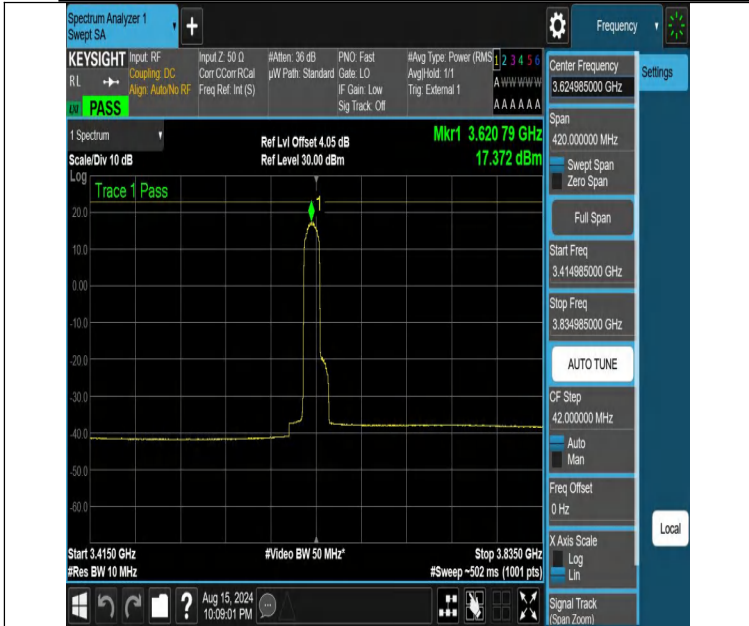 Spectrum Analyzer 1
Swept SA
Frequency
KEYSIGHT
RL
PASS
Input: RF
Coupling: DC
Align: Auto/No RF
Input Z: 50 Ω
Corr CCorr RCal
Freq Ref: Int (S)
#Atten: 36 dB
µW Path: Standard
PNO: Fast
Gate: LO
IF Gain: Low
Sig Track: Off
#Avg Type: Power (RMS
Avg|Hold: 1/1
Trig: External 1
1 2 3 4 5 6
A W W W W W
A A A A A A
1 Spectrum
Scale/Div 10 dB
Ref Lvl Offset 4.05 dB
Ref Level 30.00 dBm
Mkr1 3.620 79 GHz
17.372 dBm
Log
Trace 1 Pass
1
20.0
10.0
0.00
-10.0
-20.0
-30.0
-40.0
-50.0
-60.0
Start 3.4150 GHz
#Video BW 50 MHz*
Stop 3.8350 GHz
#Res BW 10 MHz
#Sweep ~502 ms (1001 pts)
?
Aug 15, 2024
10:09:01 PM
Center Frequency
3.624985000 GHz
Settings
Span
420.000000 MHz
Swept Span
Zero Span
Full Span
Start Freq
3.414985000 GHz
Stop Freq
3.834985000 GHz
AUTO TUNE
CF Step
42.000000 MHz
Auto
Man
Freq Offset
0 Hz
X Axis Scale
Log
Lin
Local
Signal Track
(Span Zoom)